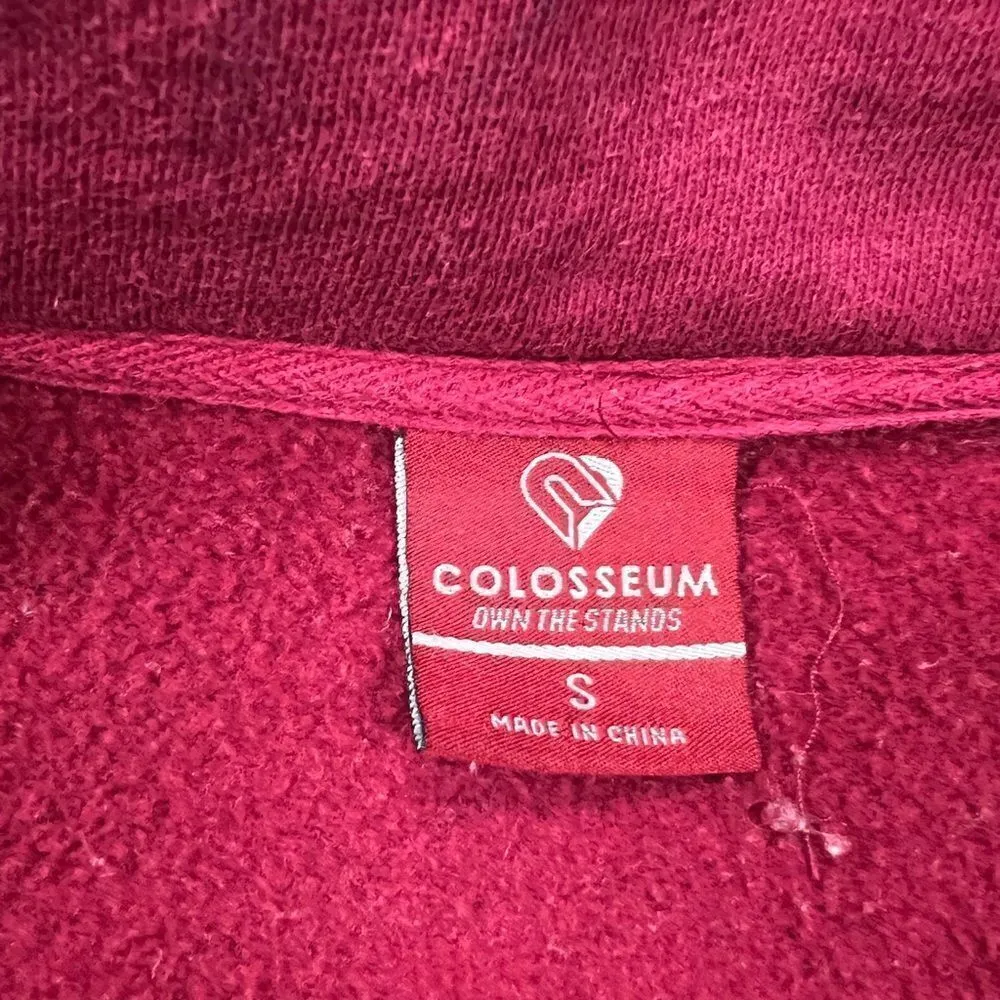 COLOSSEUM
OWN THE STANDS
S
MADE IN CHINA